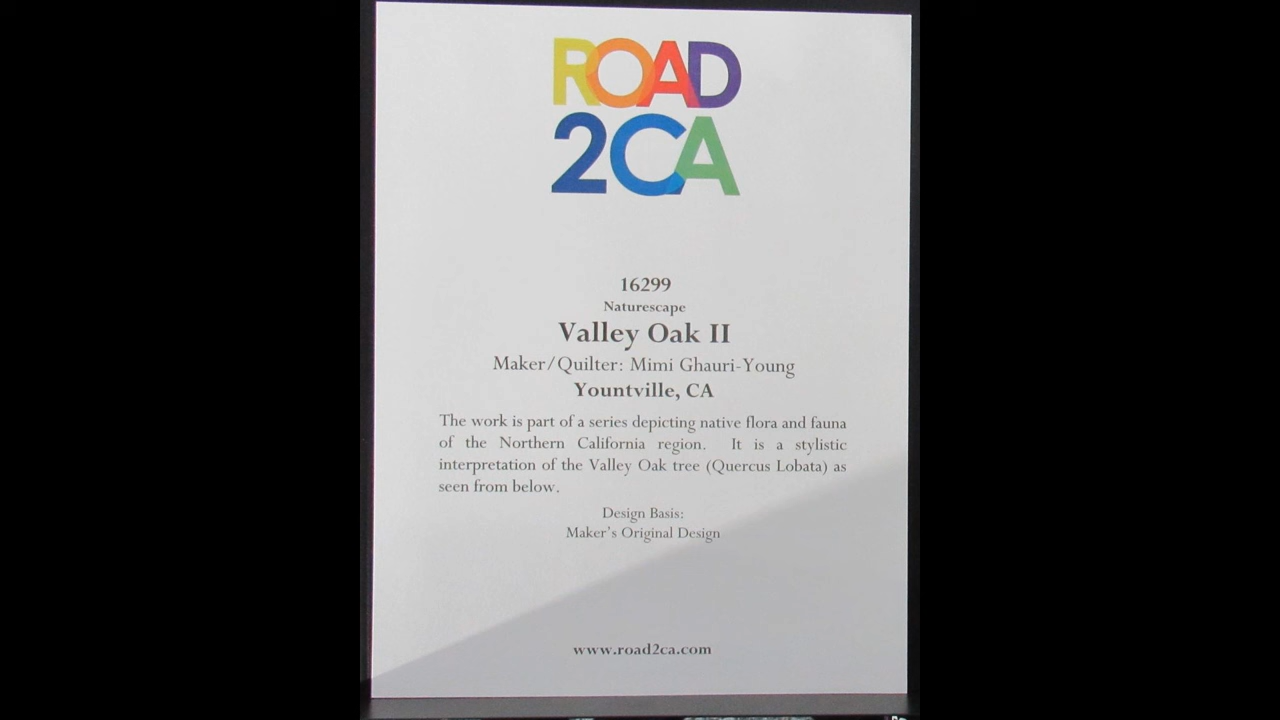 ROAD
2CA
16299
Naturescape
Valley Oak II
Maker/Quilter: Mimi Ghauri-Young
Yountville, CA
The work is part of a series depicting native flora and fauna
of the Northern California region. It is a stylistic
interpretation of the Valley Oak tree (Quercus Lobata) as
seen from below.
Design Basis:
Maker's Original Design
www.road2ca.com